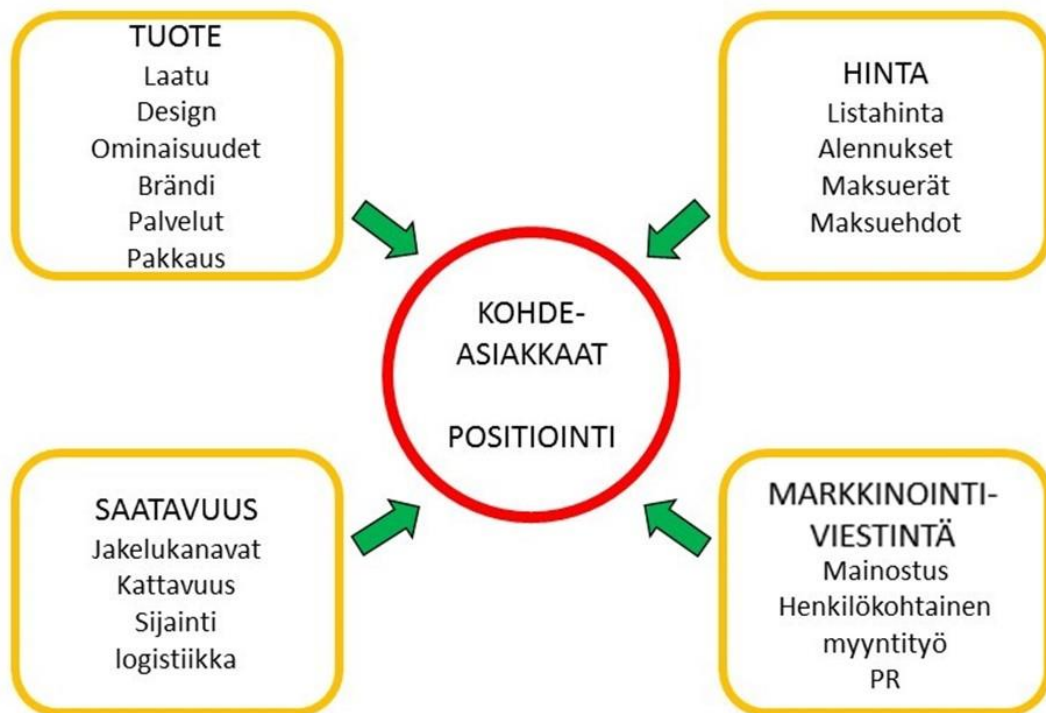 TUOTE
Laatu
Design
Ominaisuudet
Brändi
Palvelut
Pakkaus
HINTA
Listahinta
Alennukset
Maksuerät
Maksuehdot
KOHDE-
ASIAKKAAT
POSITIOINTI
SAATAVUUS
Jakelukanavat
Kattavuus
Sijainti
logistiikka
MARKKINOINTI-
VIESTINTÄ
Mainostus
Henkilökohtainen
myyntityö
PR